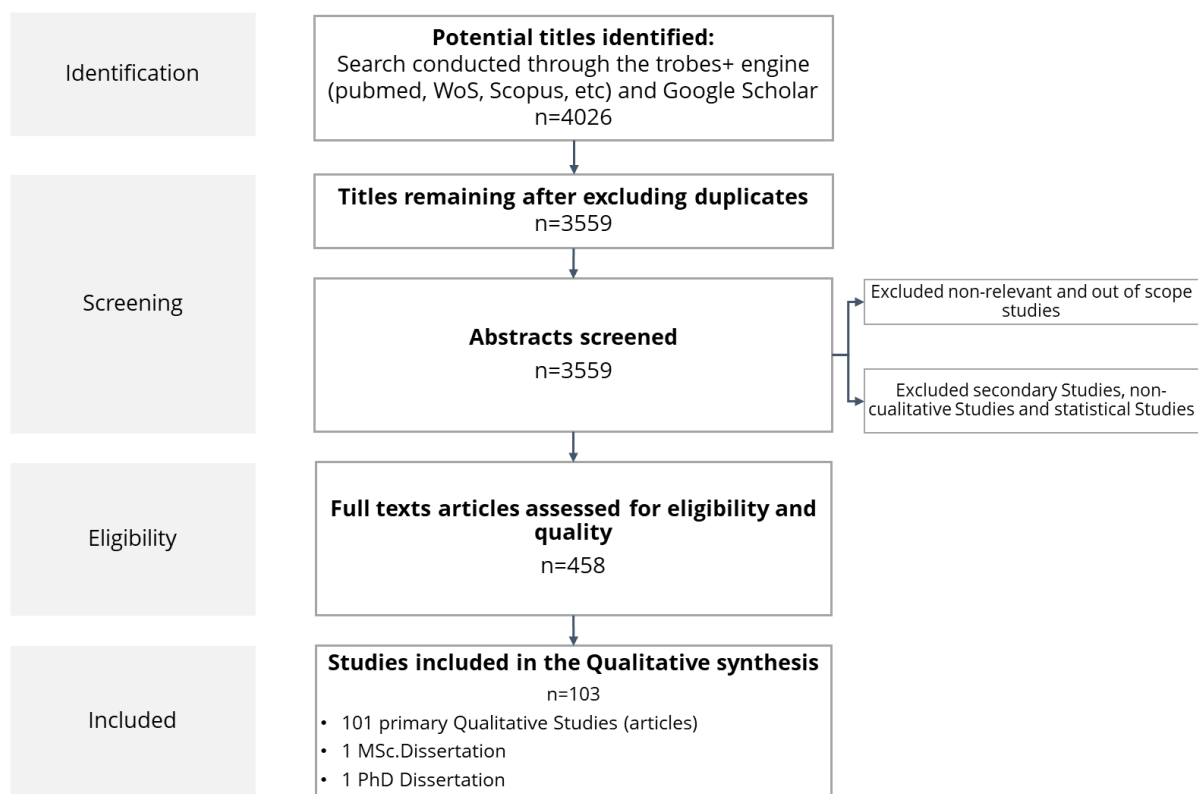 Identification
Potential titles identified:
Search conducted through the trobes+ engine
(pubmed, WoS, Scopus, etc) and Google Scholar
n=4026
Screening
Titles remaining after excluding duplicates
n=3559
Abstracts screened
n=3559
Excluded non-relevant and out of scope
studies
Excluded secondary Studies, non-
cualitative Studies and statistical Studies
Eligibility
Full texts articles assessed for eligibility and
quality
n=458
Included
Studies included in the Qualitative synthesis
n=103
• 101 primary Qualitative Studies (articles)
• 1 MSc.Dissertation
• 1 PhD Dissertation